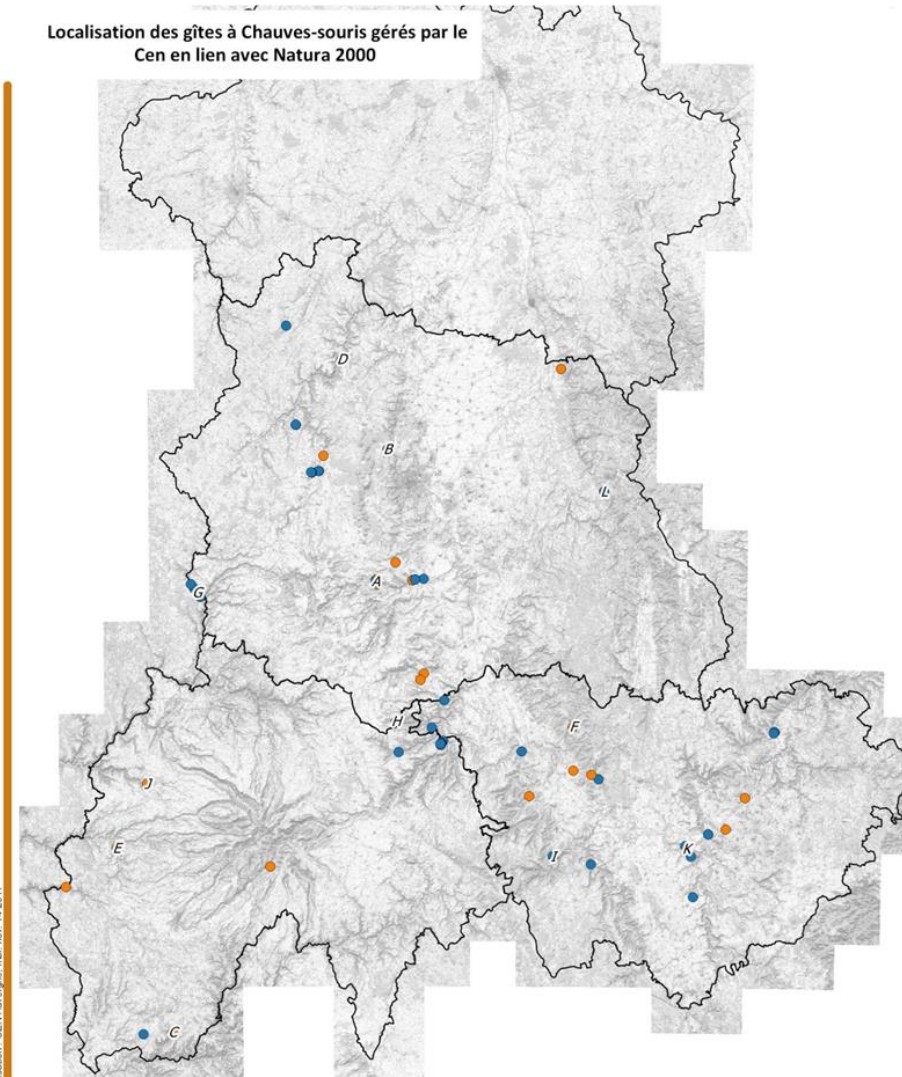 Localisation des gîtes à Chauves-souris gérés par le
Cen en lien avec Natura 2000
D
B
L
A
G
H
F
J
E
I
K
C